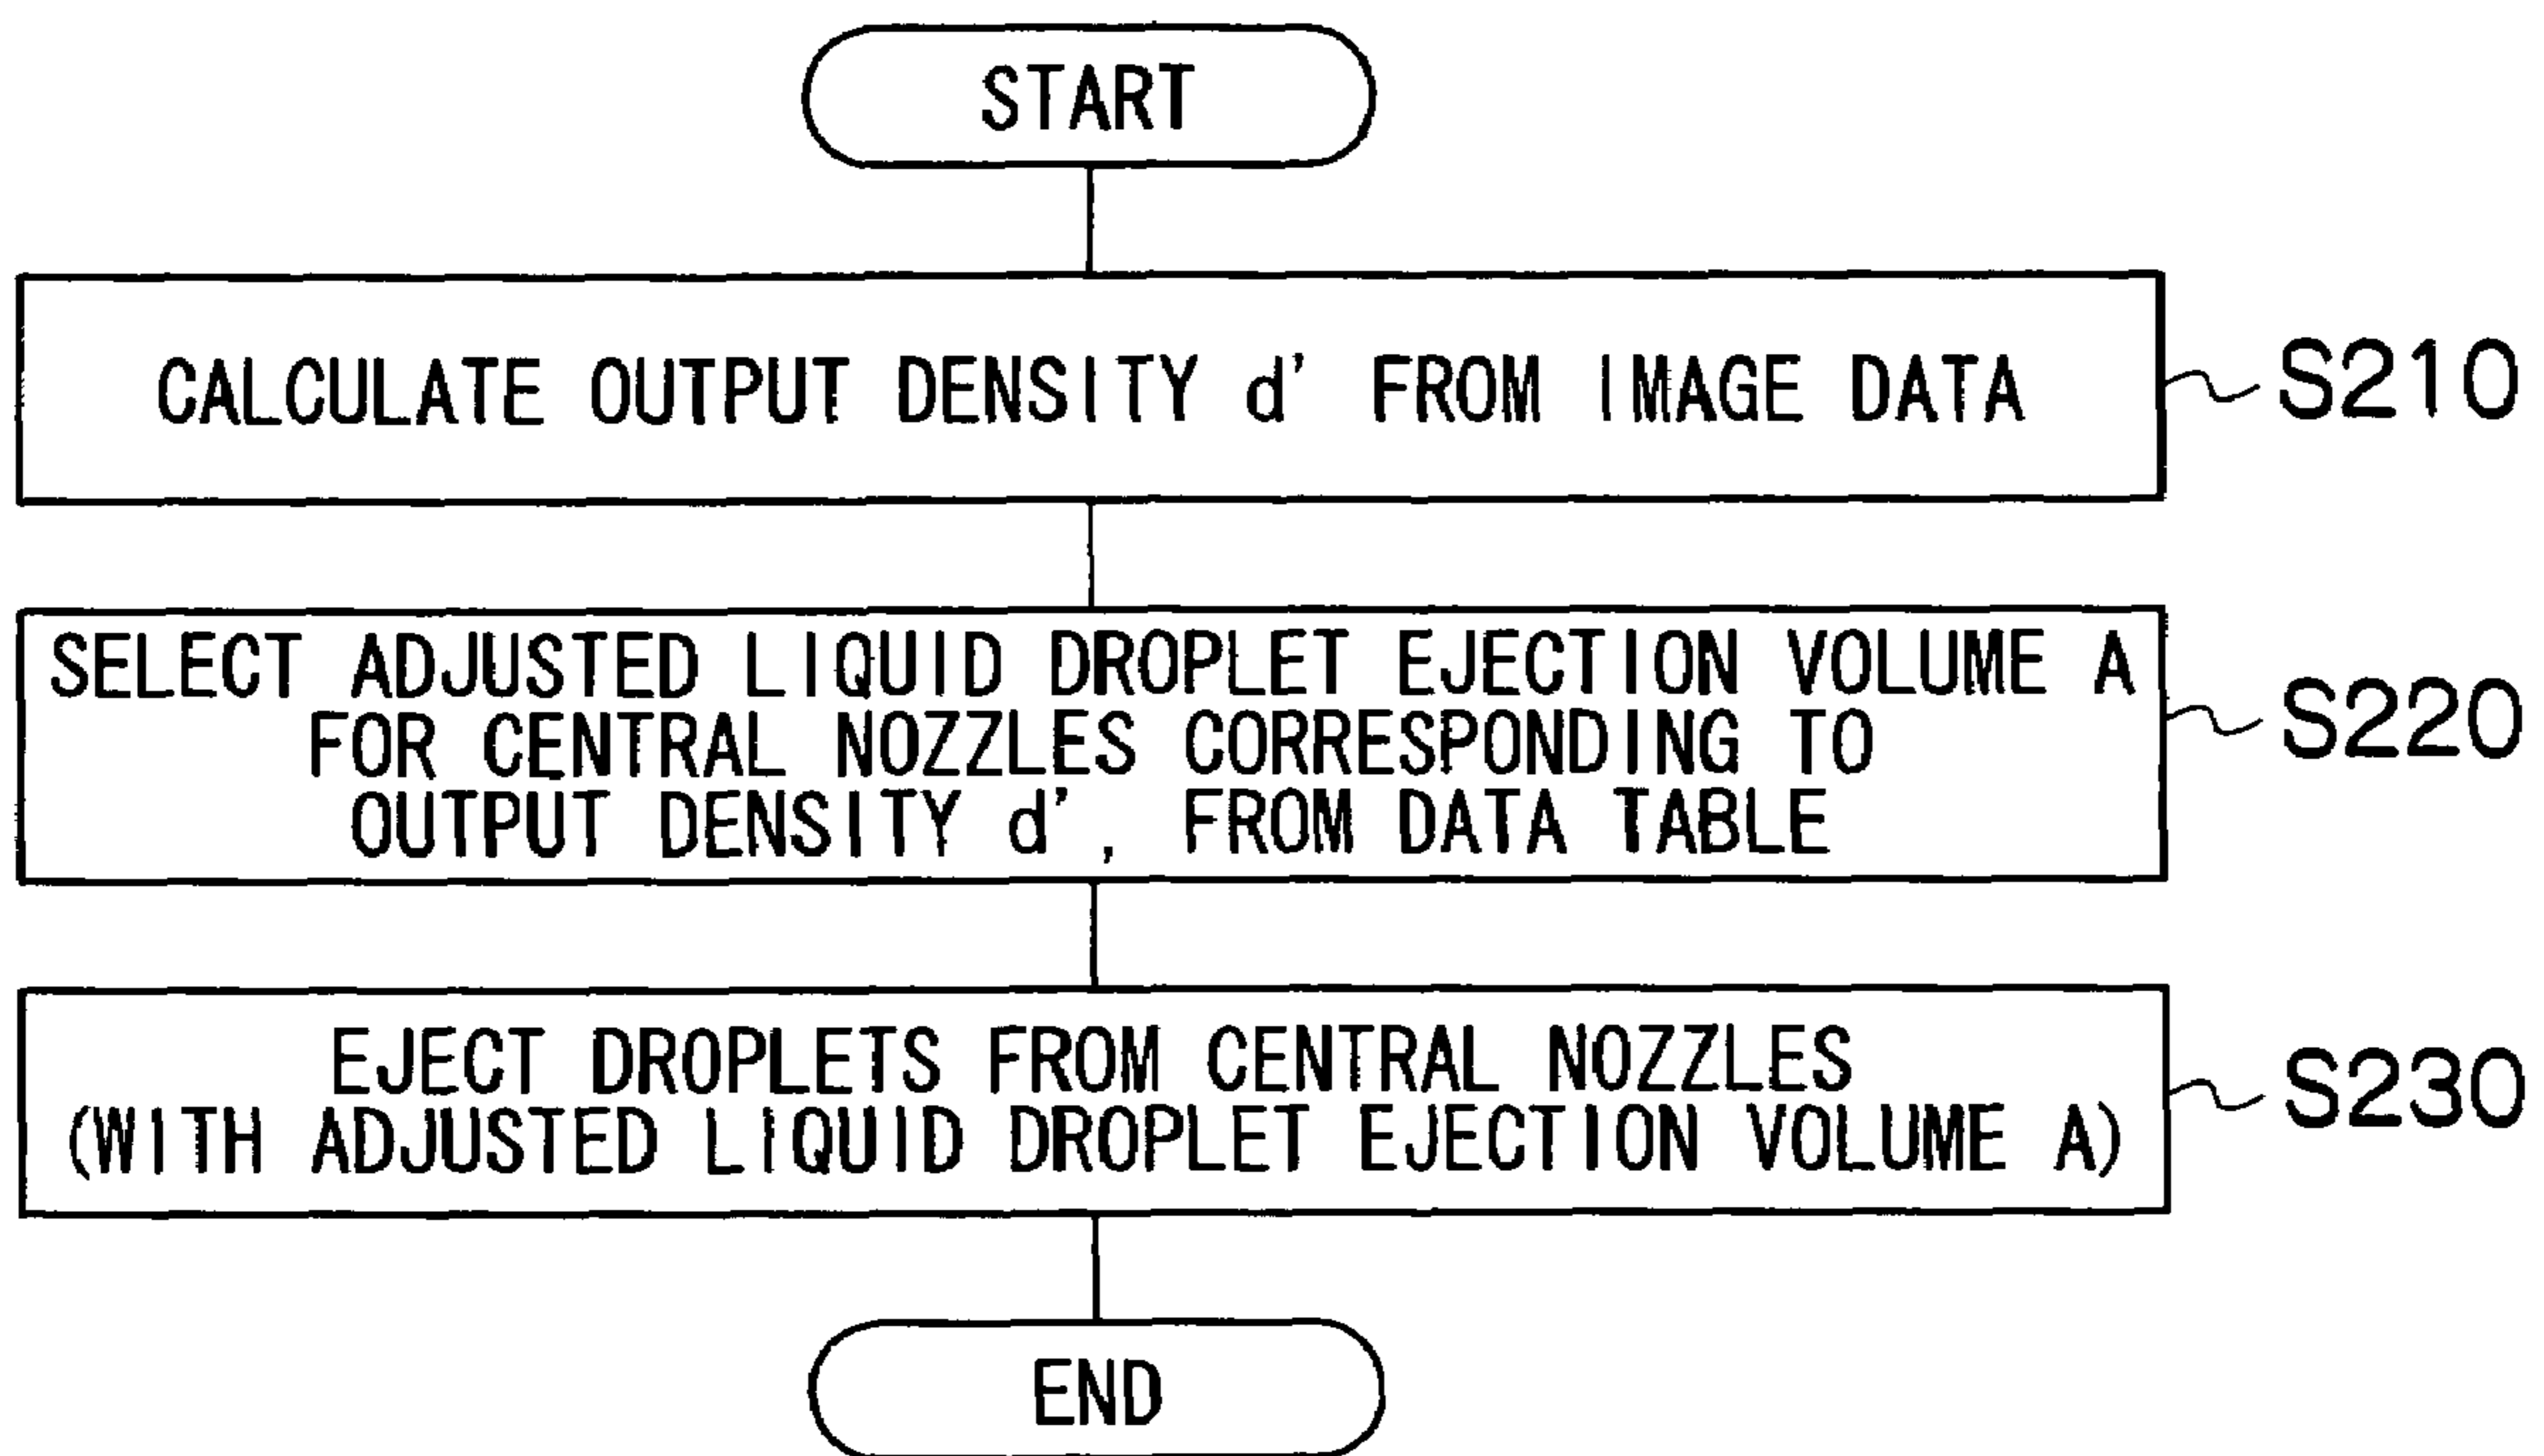 START
CALCULATE OUTPUT DENSITY d' FROM IMAGE DATA
S210
SELECT ADJUSTED LIQUID DROPLET EJECTION VOLUME A
FOR CENTRAL NOZZLES CORRESPONDING TO
OUTPUT DENSITY d', FROM DATA TABLE
S220
EJECT DROPLETS FROM CENTRAL NOZZLES
(WITH ADJUSTED LIQUID DROPLET EJECTION VOLUME A)
S230
END